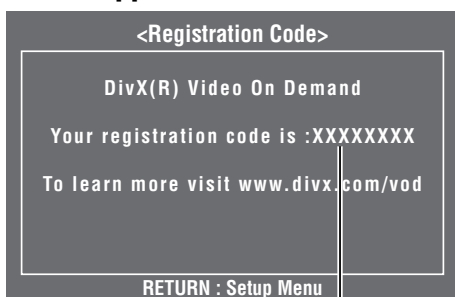 <Registration Code>
DivX(R) Video On Demand
Your registration code is :XXXXXXXX
To learn more visit www.divx.com/vod
RETURN : Setup Menu